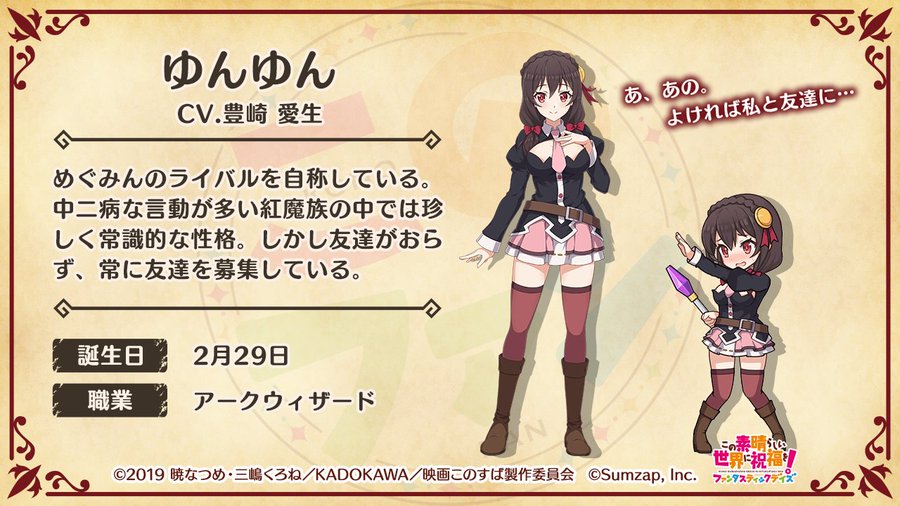 ゆんゆん
CV.豊崎 愛生
あ、あの。
よければ私と友達に…
めぐみんのライバルを自称している。
中二病な言動が多い紅魔族の中では珍
しく常識的な性格。しかし友達がおら
ず、常に友達を募集している。
誕生日 2月29日
職業 アークウィザード
この素晴らしい
世界に祝福を!
ファンタスティックデイズ
©2019 暁なつめ・三嶋くろね／KADOKAWA／映画このすば製作委員会 ©Sumzap, Inc.